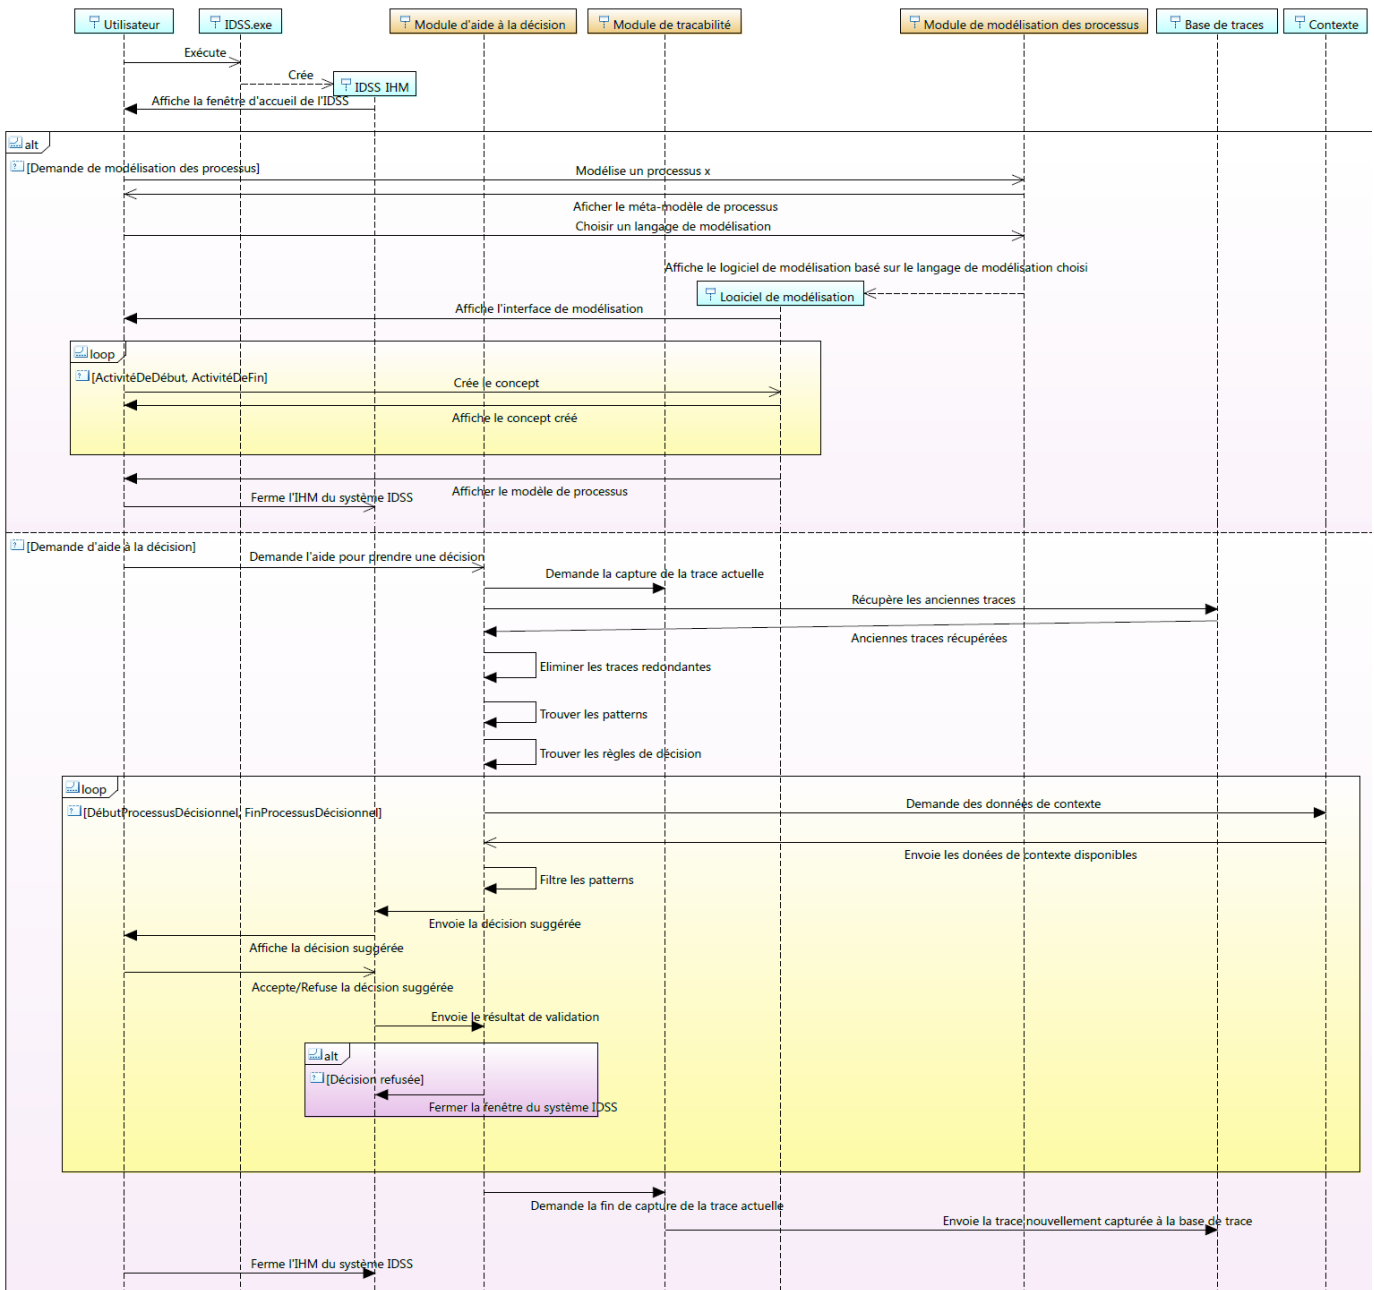 Utilisateur
IDSS.exe
Module d'aide à la décision
Module de tracabilité
Module de modélisation des processus
Base de traces
Contexte
Exécute
Crée
IDSS IHM
Affiche la fenêtre d'accueil de l'IDSS
alt
[Demande de modélisation des processus]
Modélise un processus x
Aficher le méta-modèle de processus
Choisir un langage de modélisation
Affiche le logiciel de modélisation basé sur le langage de modélisation choisi
Logiciel de modélisation
Affiche l'interface de modélisation
loop
[ActivitéDeDébut, ActivitéDeFin]
Crée le concept
Affiche le concept créé
Afficher le modèle de processus
Ferme l'IHM du système IDSS
[Demande d'aide à la décision]
Demande l'aide pour prendre une décision
Demande la capture de la trace actuelle
Récupère les anciennes traces
Anciennes traces récupérées
Eliminer les traces redondantes
Trouver les patterns
Trouver les règles de décision
loop
[DébutProcessusDécisionnel, FinProcessusDécisionnel]
Demande des données de contexte
Envoie les donées de contexte disponibles
Filtre les patterns
Envoie la décision suggérée
Affiche la décision suggérée
Accepte/Refuse la décision suggérée
Envoie le résultat de validation
alt
[Décision refusée]
Fermer la fenêtre du système IDSS
Demande la fin de capture de la trace actuelle
Envoie la trace nouvellement capturée à la base de trace
Ferme l'IHM du système IDSS